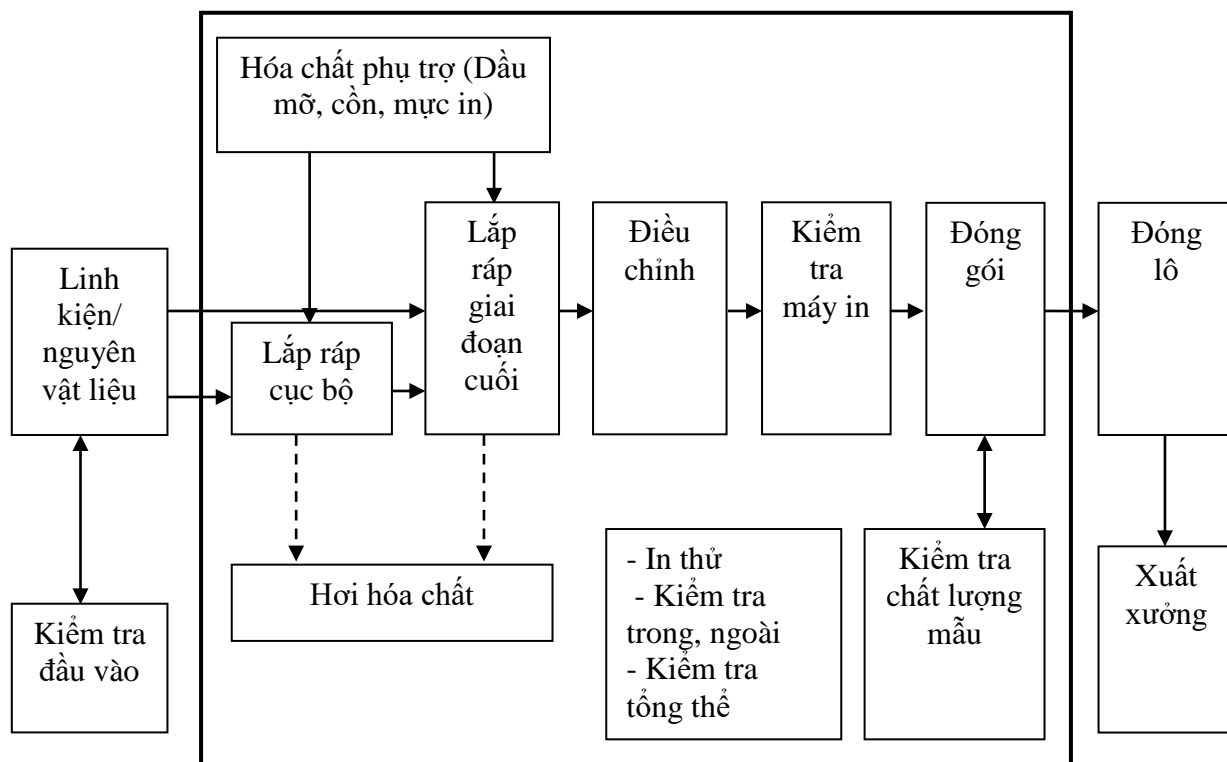 Hóa chất phụ trợ (Dầu
mỡ, cồn, mực in)
Linh
kiện/
nguyên
vật liệu
Lắp ráp
cục bộ
Lắp
ráp
giai
đoạn
cuối
Điều
chỉnh
Kiểm
tra
máy in
Đóng
gói
Đóng
lô
Kiểm tra
đầu vào
Hơi hóa chất
- In thử
- Kiểm tra
trong, ngoài
- Kiểm tra
tổng thể
Kiểm tra
chất lượng
mẫu
Xuất
xưởng